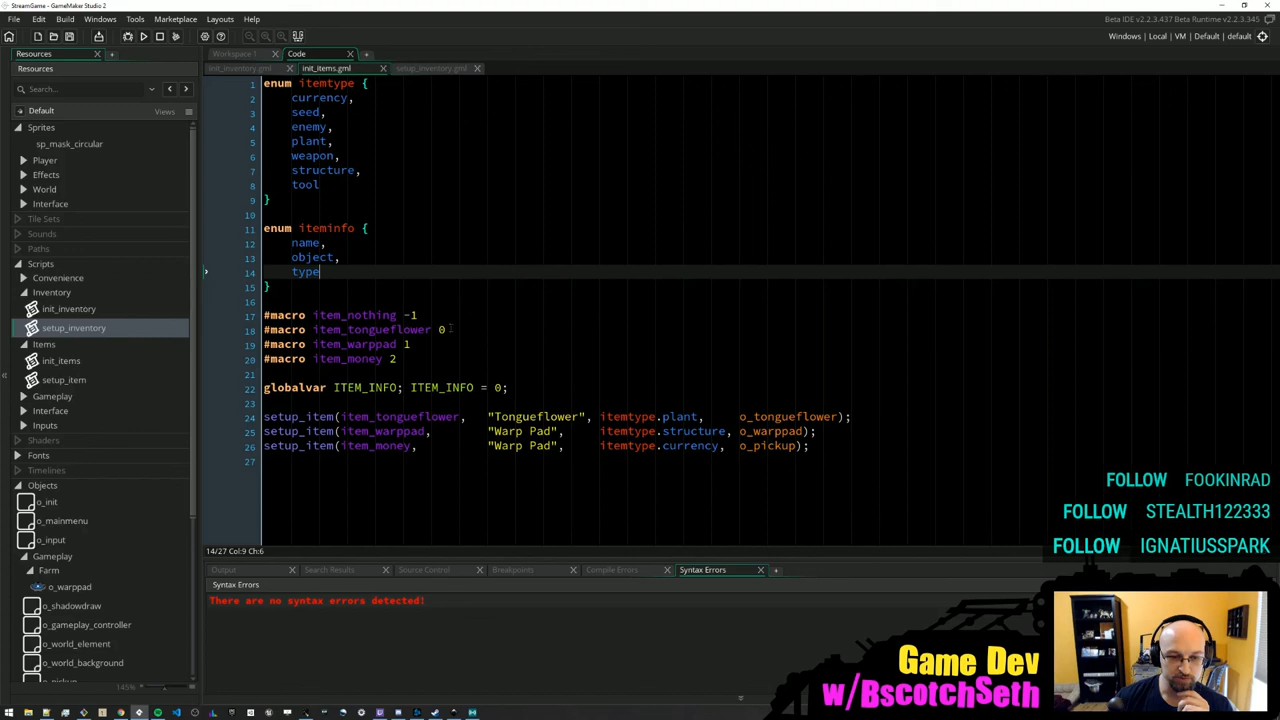 StreamGame - GameMaker Studio 2
File Edit Build Windows Tools Marketplace Layouts Help
Beta IDE v2.2.3.437 Beta Runtime v2.2.3.345
Windows | Local | VM | Default | default
Resources
Workspace 1
Code
Resources
init_inventory.gml
init_items.gml
setup_inventory.gml
Search...
Default
Views
Sprites
sp_mask_circular
Player
Effects
World
Interface
Tile Sets
Sounds
Paths
Scripts
Convenience
Inventory
init_inventory
setup_inventory
Items
init_items
setup_item
Gameplay
Interface
Inputs
Shaders
Fonts
Timelines
Objects
o_init
o_mainmenu
o_input
Gameplay
Farm
o_warppad
o_shadowdraw
o_gameplay_controller
o_world_element
o_world_background
o_pickup
145%
1 enum itemtype {
2 currency,
3 seed,
4 enemy,
5 plant,
6 weapon,
7 structure,
8 tool
9 }
10
11 enum iteminfo {
12 name,
13 object,
14 type
15 }
16
17 #macro item_nothing -1
18 #macro item_tongueflower 0
19 #macro item_warppad 1
20 #macro item_money 2
21
22 globalvar ITEM_INFO; ITEM_INFO = 0;
23
24 setup_item(item_tongueflower, "Tongueflower", itemtype.plant, o_tongueflower);
25 setup_item(item_warppad, "Warp Pad", itemtype.structure, o_warppad);
26 setup_item(item_money, "Warp Pad", itemtype.currency, o_pickup);
27
14/27 Col:9 Ch:6
Output
Search Results
Source Control
Breakpoints
Compile Errors
Syntax Errors
Syntax Errors
There are no syntax errors detected!
FOLLOW FOOKINRAD
FOLLOW STEALTH122333
FOLLOW IGNATIUSSPARK
Game Dev
w/BscotchSeth